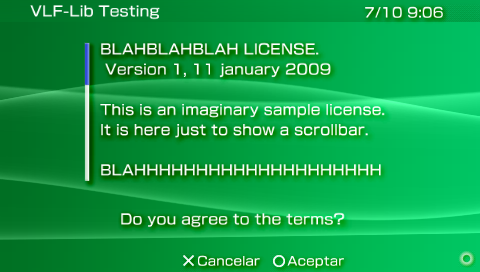 VLF-Lib Testing 7/10 9:06
BLAHBLAHBLAH LICENSE.
Version 1, 11 january 2009
This is an imaginary sample license.
It is here just to show a scrollbar.
BLAHHHHHHHHHHHHHHHHHHHH
Do you agree to the terms?
Cancelar Aceptar